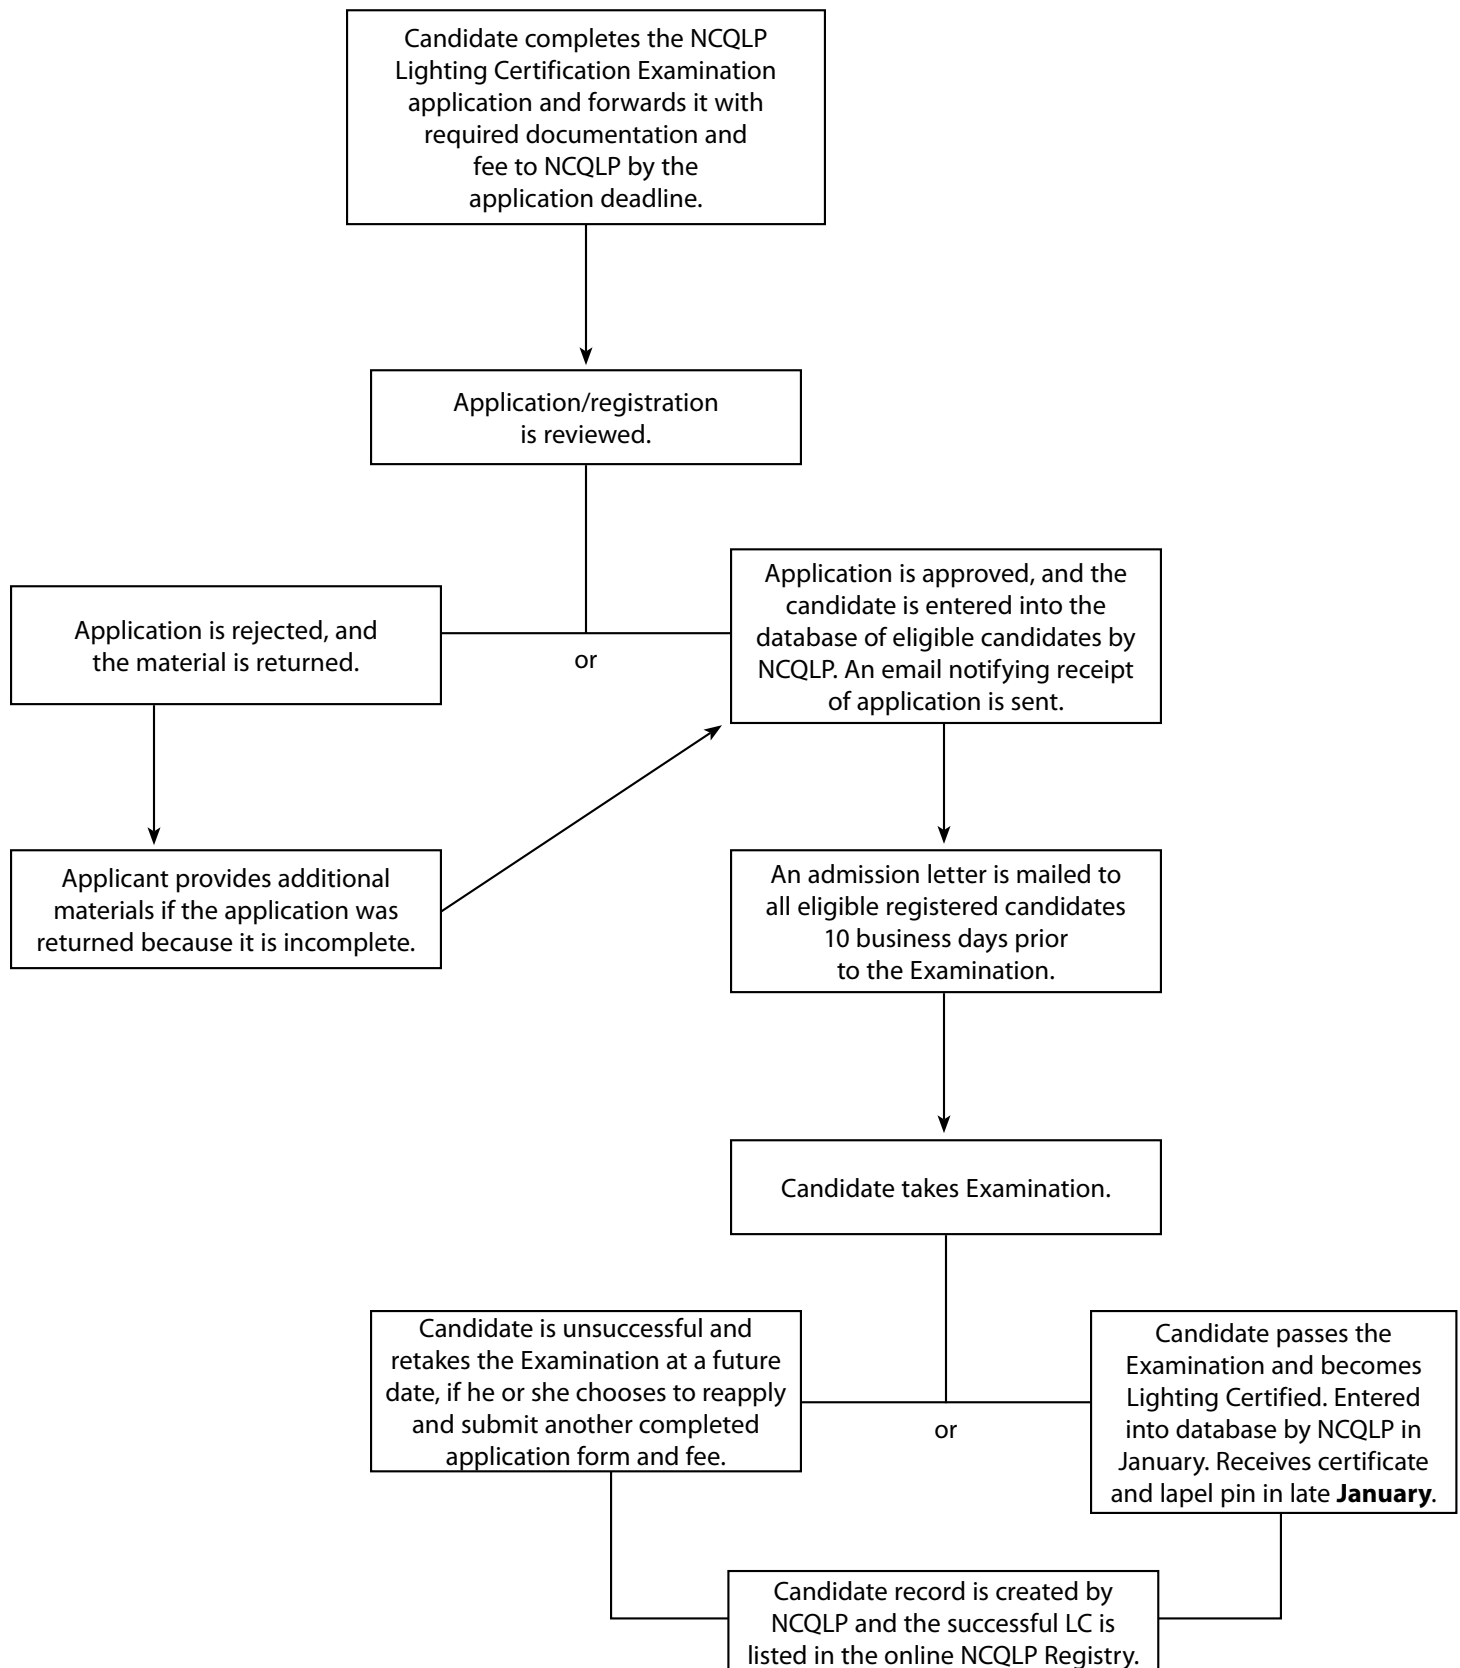 Candidate completes the NCQLP
Lighting Certification Examination
application and forwards it with
required documentation and
fee to NCQLP by the
application deadline.
Application/registration
is reviewed.
Application is rejected, and
the material is returned.
or
Application is approved, and the
candidate is entered into the
database of eligible candidates by
NCQLP. An email notifying receipt
of application is sent.
Applicant provides additional
materials if the application was
returned because it is incomplete.
An admission letter is mailed to
all eligible registered candidates
10 business days prior
to the Examination.
Candidate takes Examination.
Candidate is unsuccessful and
retakes the Examination at a future
date, if he or she chooses to reapply
and submit another completed
application form and fee.
or
Candidate passes the
Examination and becomes
Lighting Certified. Entered
into database by NCQLP in
January. Receives certificate
and lapel pin in late January.
Candidate record is created by
NCQLP and the successful LC is
listed in the online NCQLP Registry.